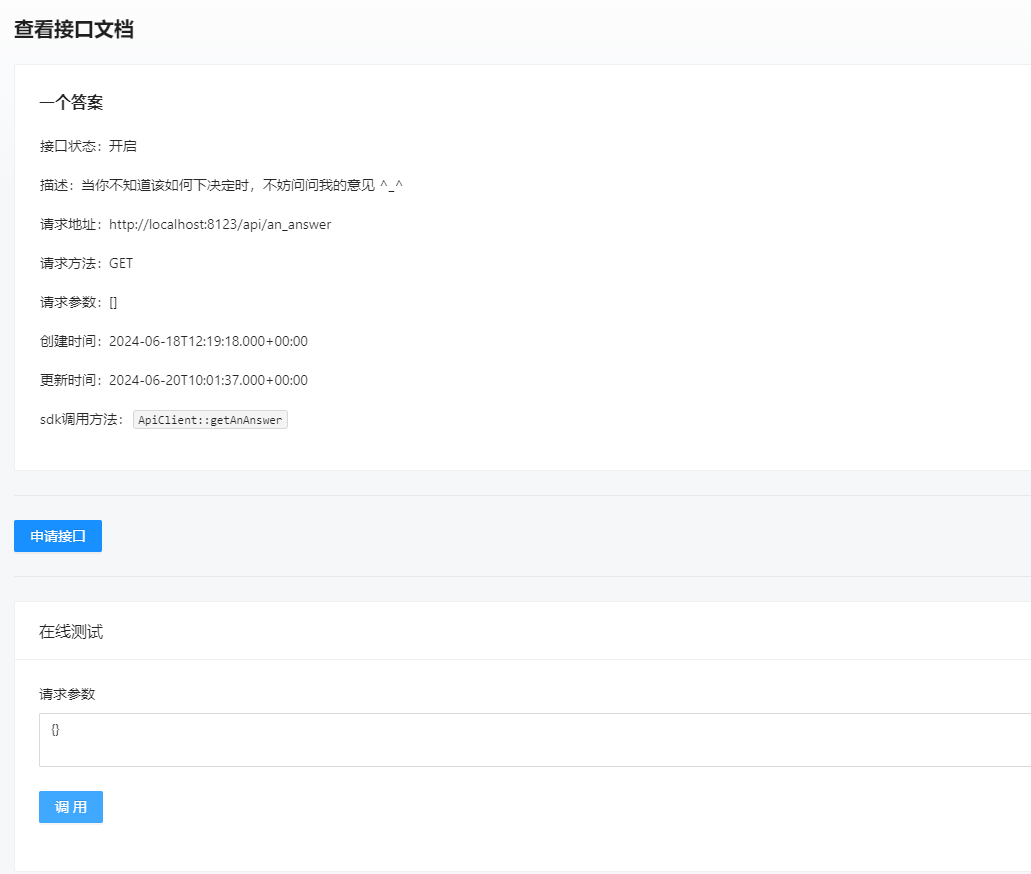 查看接口文档
一个答案
接口状态：开启
描述：当你不知道该如何下决定时，不妨问问我的意见 ^_^
请求地址：http://localhost:8123/api/an_answer
请求方法：GET
请求参数：[]
创建时间：2024-06-18T12:19:18.000+00:00
更新时间：2024-06-20T10:01:37.000+00:00
sdk调用方法： ApiClient::getAnAnswer
申请接口
在线测试
请求参数
{}
调 用